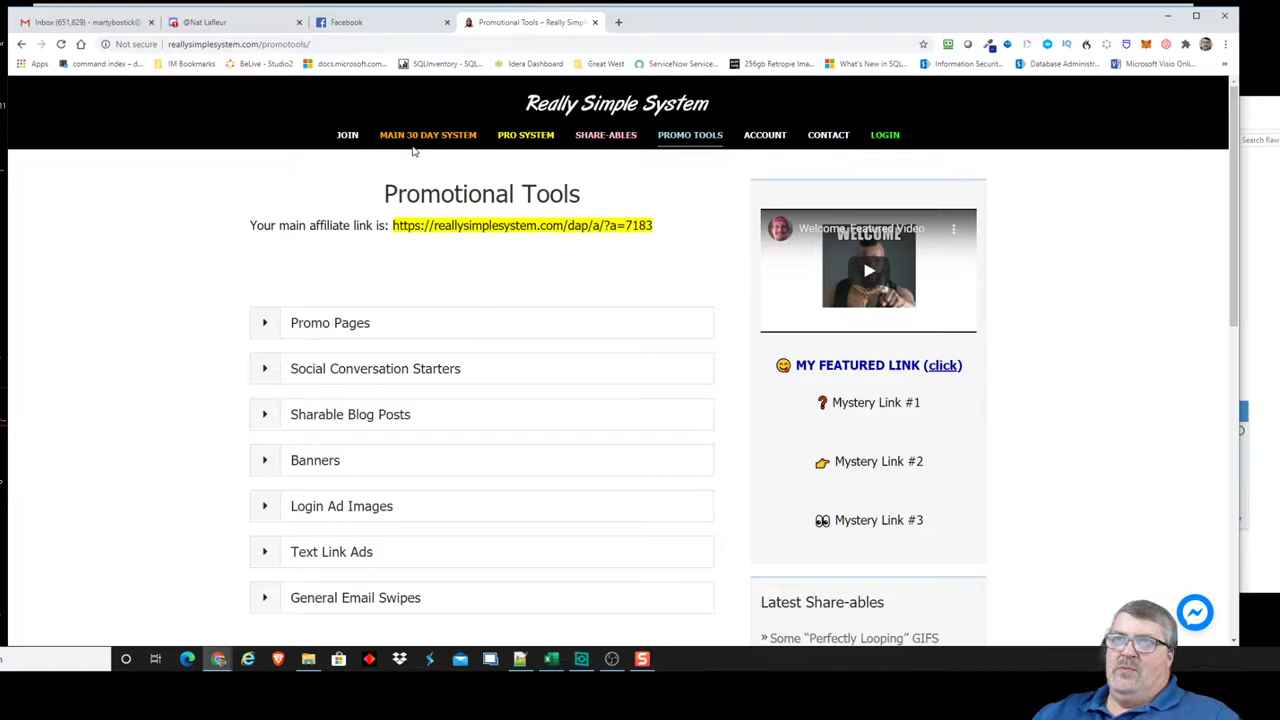 Inbox (651,829) - martybostick@
@Nat Lafleur
Facebook
Promotional Tools – Really Simpl
Not secure
reallysimplesystem.com/promotools/
Apps
command index – d...
IM Bookmarks
BeLive - Studio2
docs.microsoft.com...
SQLInventory - SQL...
Idera Dashboard
Great West
ServiceNow Service...
256gb Retropie Ima...
What's New in SQL...
Information Securit...
Database Administr...
Microsoft Visio Onli...
Search Raw
Really Simple System
JOIN
MAIN 30 DAY SYSTEM
PRO SYSTEM
SHARE-ABLES
PROMO TOOLS
ACCOUNT
CONTACT
LOGIN
Promotional Tools
Your main affiliate link is: https://reallysimplesystem.com/dap/a/?a=7183
Welcome, Featured Video
WELCOME
Promo Pages
Social Conversation Starters
MY FEATURED LINK (click)
Mystery Link #1
Sharable Blog Posts
Banners
Mystery Link #2
Login Ad Images
Mystery Link #3
Text Link Ads
General Email Swipes
Latest Share-ables
» Some “Perfectly Looping” GIFS